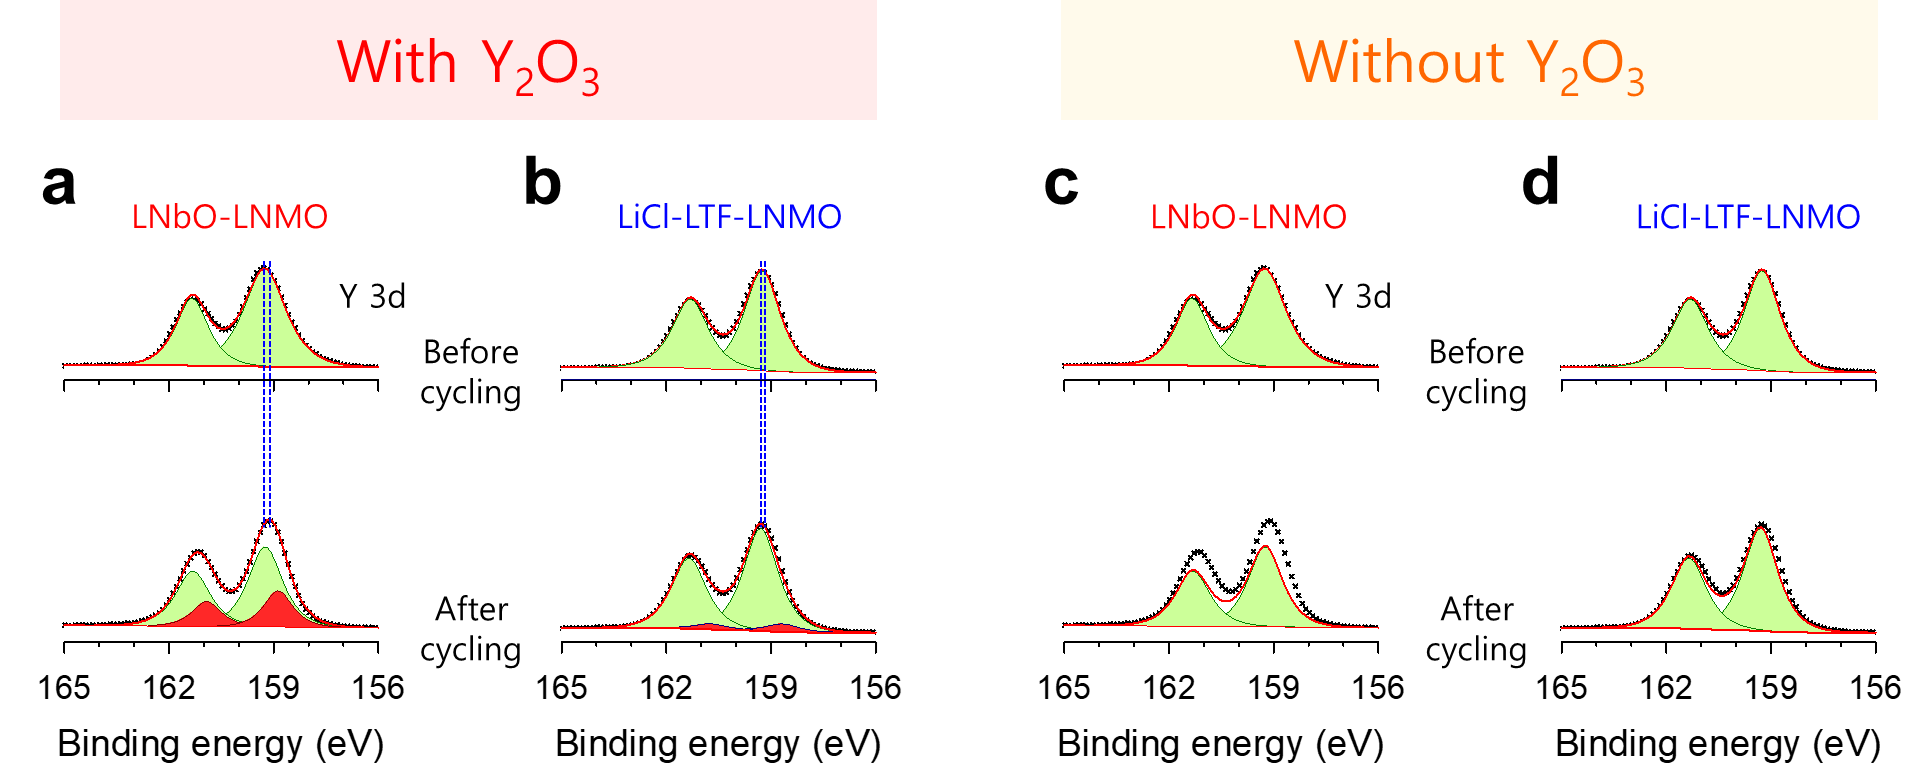 With Y₂O₃
Without Y₂O₃
a
LNbO-LNMO
b
LiCl-LTF-LNMO
c
LNbO-LNMO
d
LiCl-LTF-LNMO
Y 3d
Before
cycling
Y 3d
Before
cycling
After
cycling
After
cycling
165 162 159 156
165 162 159 156
165 162 159 156
165 162 159 156
Binding energy (eV)
Binding energy (eV)
Binding energy (eV)
Binding energy (eV)